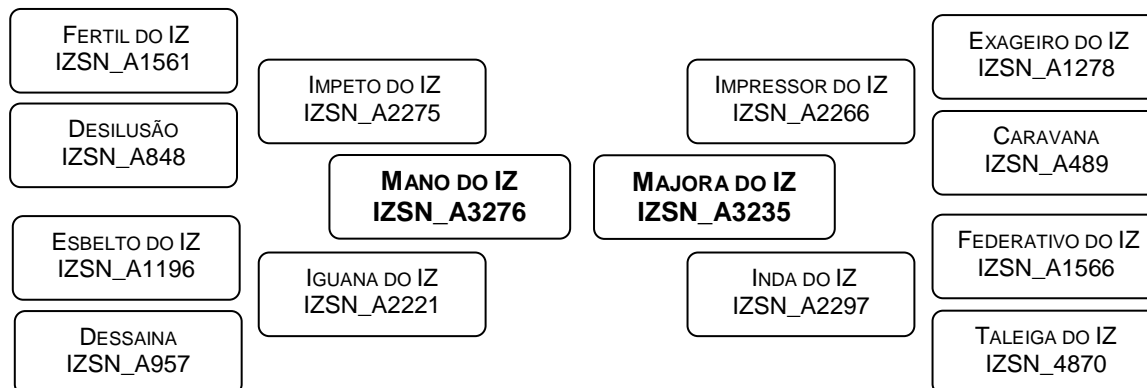 FERTIL DO IZ
IZSN_A1561
DESILUSÃO
IZSN_A848
ESBELTO DO IZ
IZSN_A1196
DESSAINA
IZSN_A957
IMPETO DO IZ
IZSN_A2275
IGUANA DO IZ
IZSN_A2221
MANO DO IZ
IZSN_A3276
MAJORA DO IZ
IZSN_A3235
IMPRESSOR DO IZ
IZSN_A2266
INDA DO IZ
IZSN_A2297
EXAGEIRO DO IZ
IZSN_A1278
CARAVANA
IZSN_A489
FEDERATIVO DO IZ
IZSN_A1566
TALEIGA DO IZ
IZSN_4870